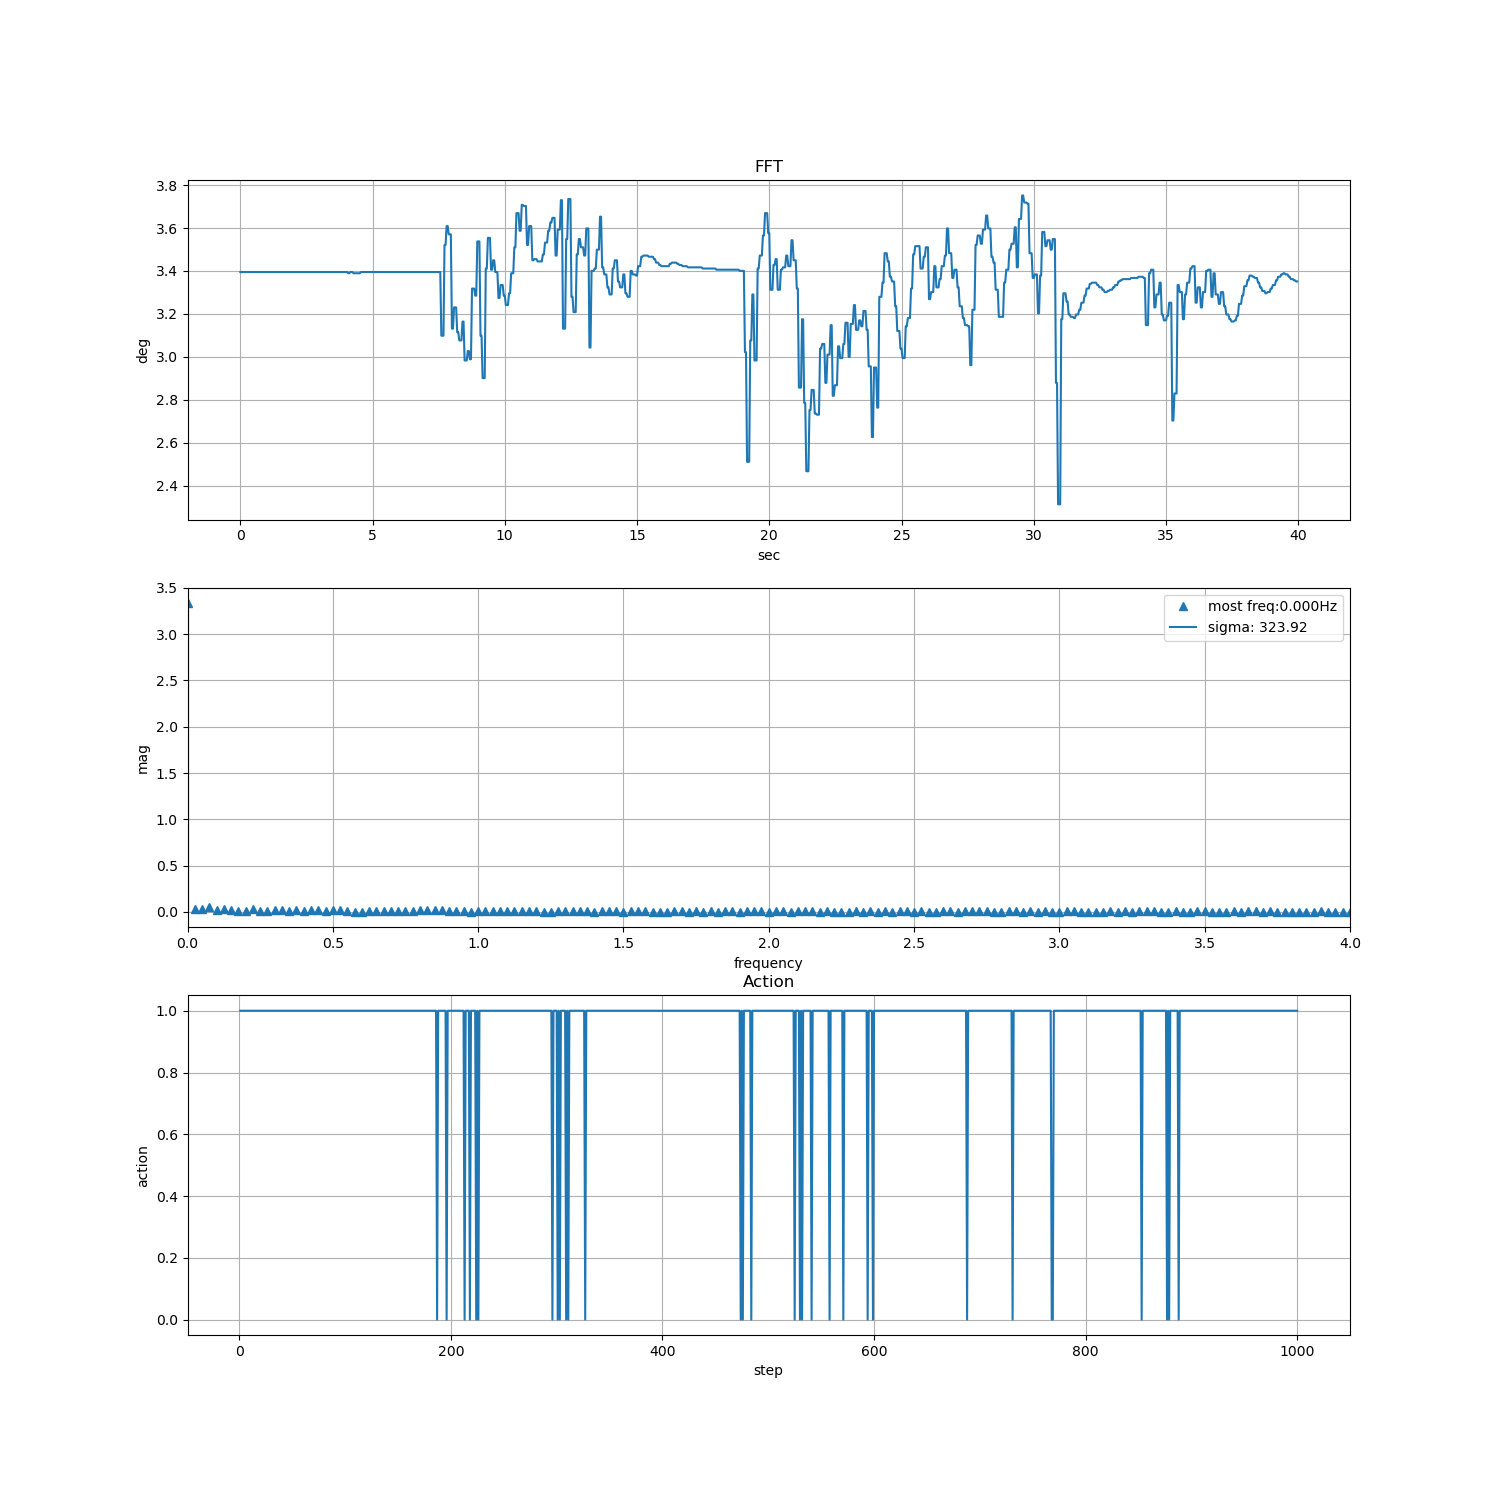 FFT
3.8
3.6
3.4
3.2
3.0
2.8
2.6
2.4
deg
0 5 10 15 20 25 30 35 40
sec
3.5
3.0
2.5
2.0
1.5
1.0
0.5
0.0
mag
most freq:0.000Hz
sigma: 323.92
0.0 0.5 1.0 1.5 2.0 2.5 3.0 3.5 4.0
frequency
Action
1.0
0.8
0.6
0.4
0.2
0.0
action
0 200 400 600 800 1000
step